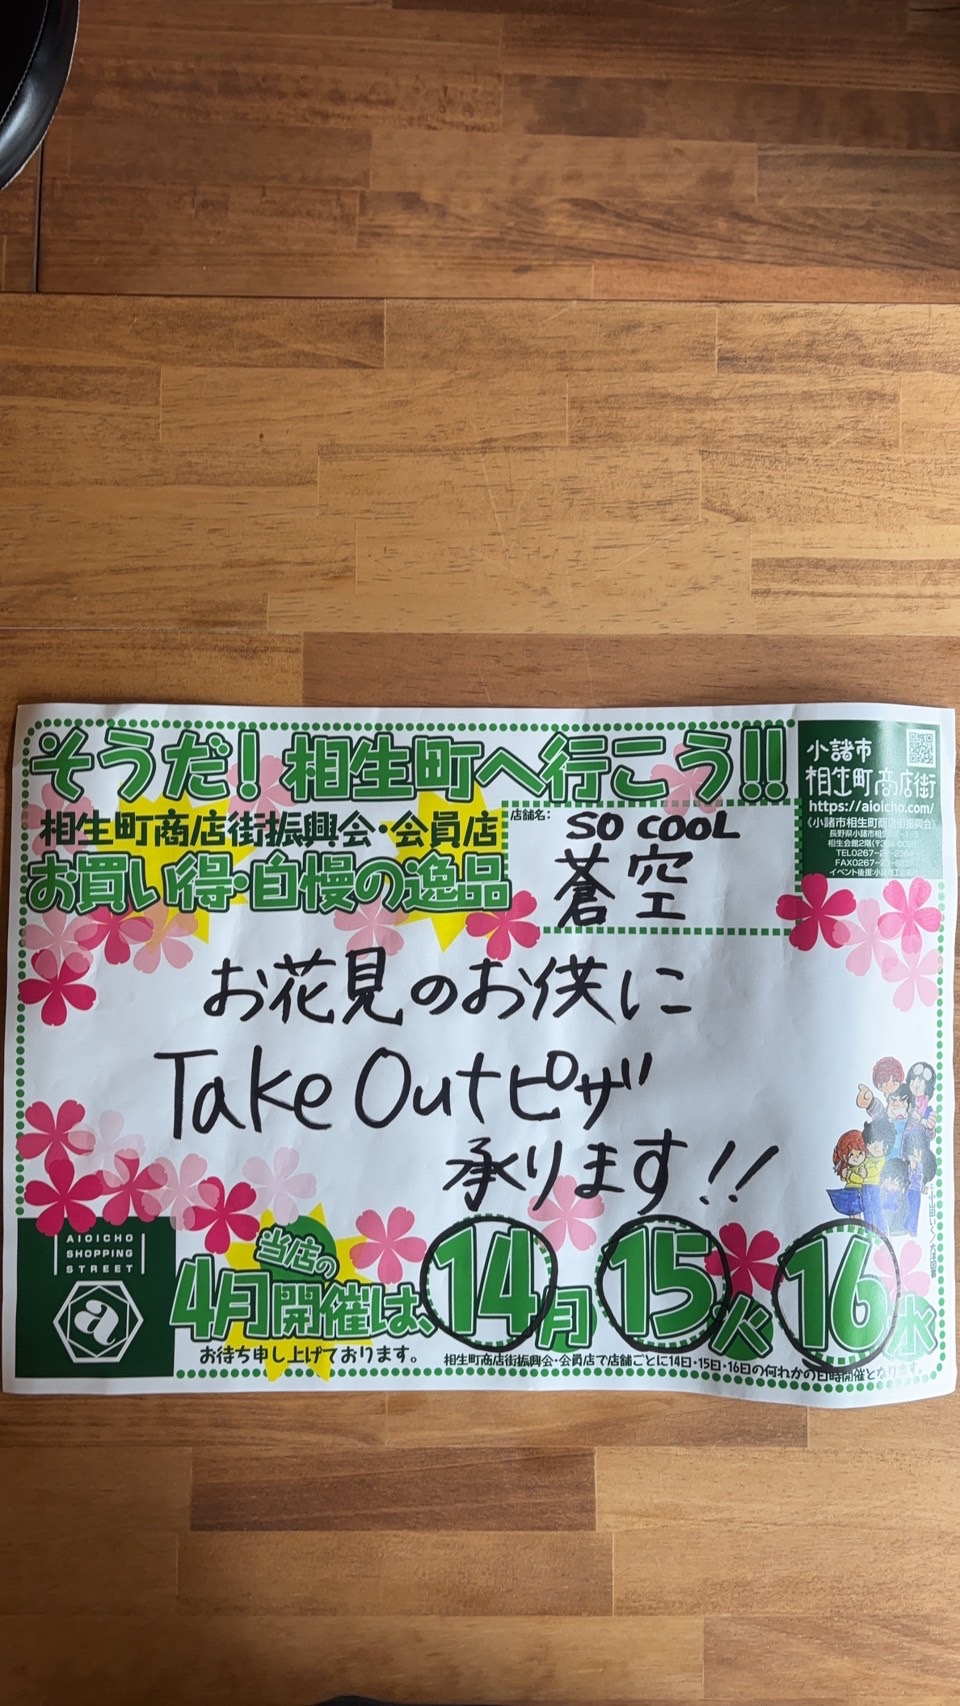 そうだ!相生町へ行こう!!
相生町商店街振興会・会員店
お買い得・自慢の逸品
店舗名:
SO COOL
蒼空
小諸市
相生町商店街
https://aioicho.com/
お花見のお供に
Take Outピザ
承ります!!
AIOICHO
SHOPPING
STREET
a
当店の
4月開催は、14月 15火 16水
お待ち申し上げております。
相生町商店街振興会・会員店で店舗ごとに14日・15日・16日の何れかの日時開催となります。